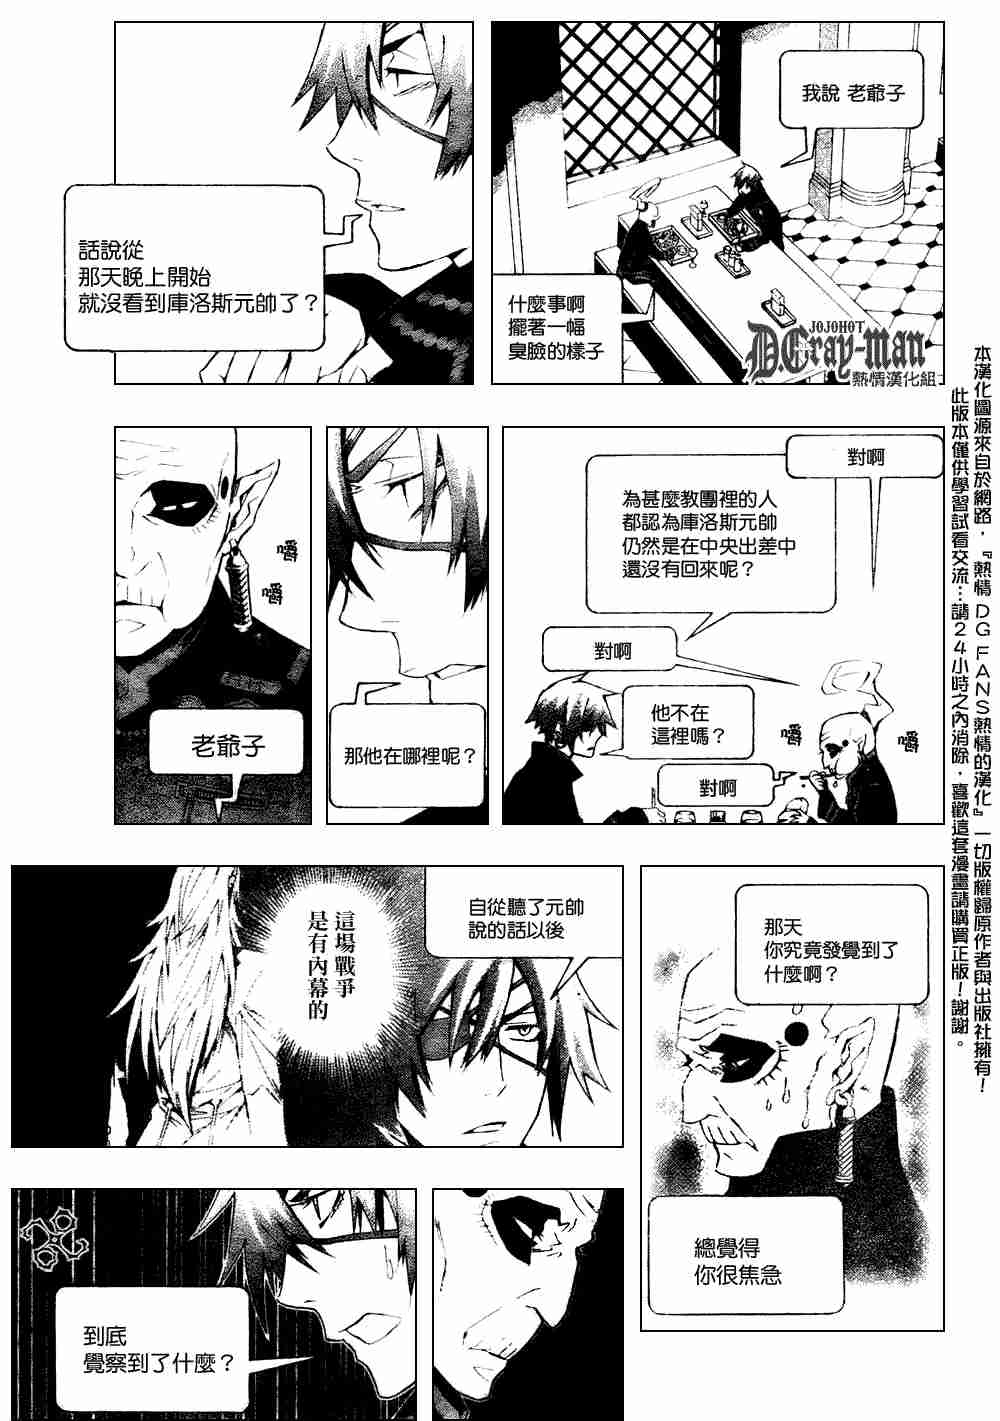 我說 老爺子
什麼事啊
擺著一幅
臭臉的樣子
JOJOHOT
D.Gray-man
熱情漢化組
話說從
那天晚上開始
就沒看到庫洛斯元帥了？
對啊
為甚麼教團裡的人
都認為庫洛斯元帥
仍然是在中央出差中
還沒有回來呢？
對啊
他不在
這裡嗎？
對啊
嚼
嚼
那他在哪裡呢？
嚼
嚼
老爺子
那天
你究竟發覺到了
什麼啊？
總覺得
你很焦急
自從聽了元帥
說的話以後
這場戰爭
是有內幕的
到底
覺察到了什麼？
本漢化圖源來自於網路，『熱情DGFANS熱情的漢化』一切版權歸原作者與出版社擁有！
此版本僅供學習試看交流…請24小時之內消除，喜歡這套漫畫請購買正版！謝謝。